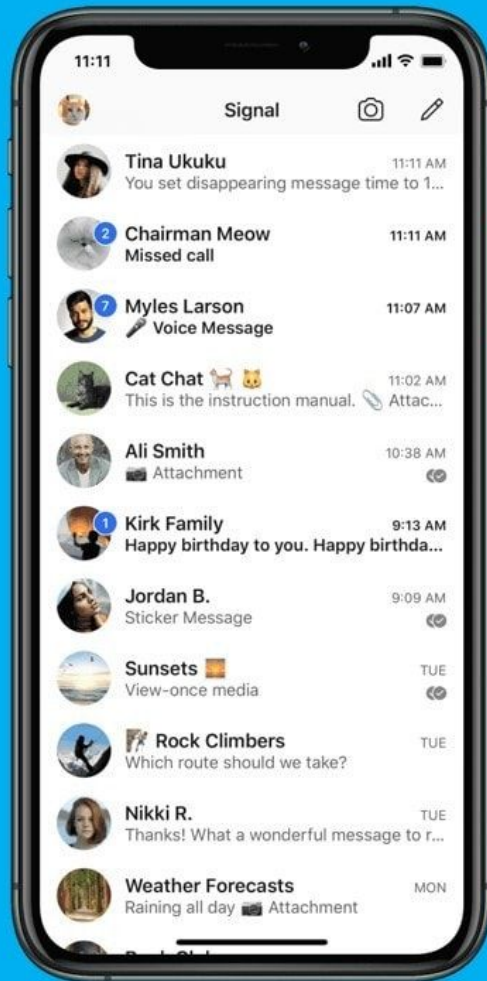 11:11
Signal
Tina Ukuku 11:11 AM
You set disappearing message time to 1...
2
Chairman Meow 11:11 AM
Missed call
7
Myles Larson 11:07 AM
🎤 Voice Message
Cat Chat 🐈 🐱 11:02 AM
This is the instruction manual. 📎 Attac...
Ali Smith 10:38 AM
📷 Attachment
1
Kirk Family 9:13 AM
Happy birthday to you. Happy birthda...
Jordan B. 9:09 AM
Sticker Message
Sunsets 🌅 TUE
View-once media
🧗 Rock Climbers TUE
Which route should we take?
Nikki R. TUE
Thanks! What a wonderful message to r...
Weather Forecasts MON
Raining all day 📷 Attachment